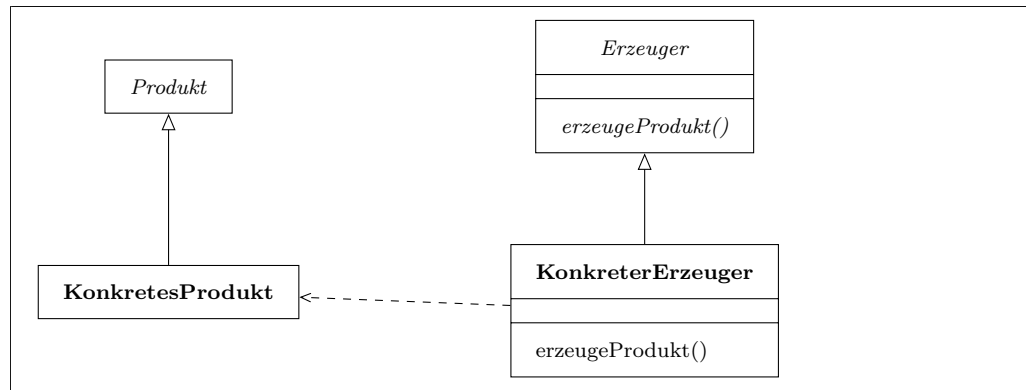 Erzeuger
Produkt
erzeugeProdukt()
KonkretesProdukt
KonkreterErzeuger
erzeugeProdukt()